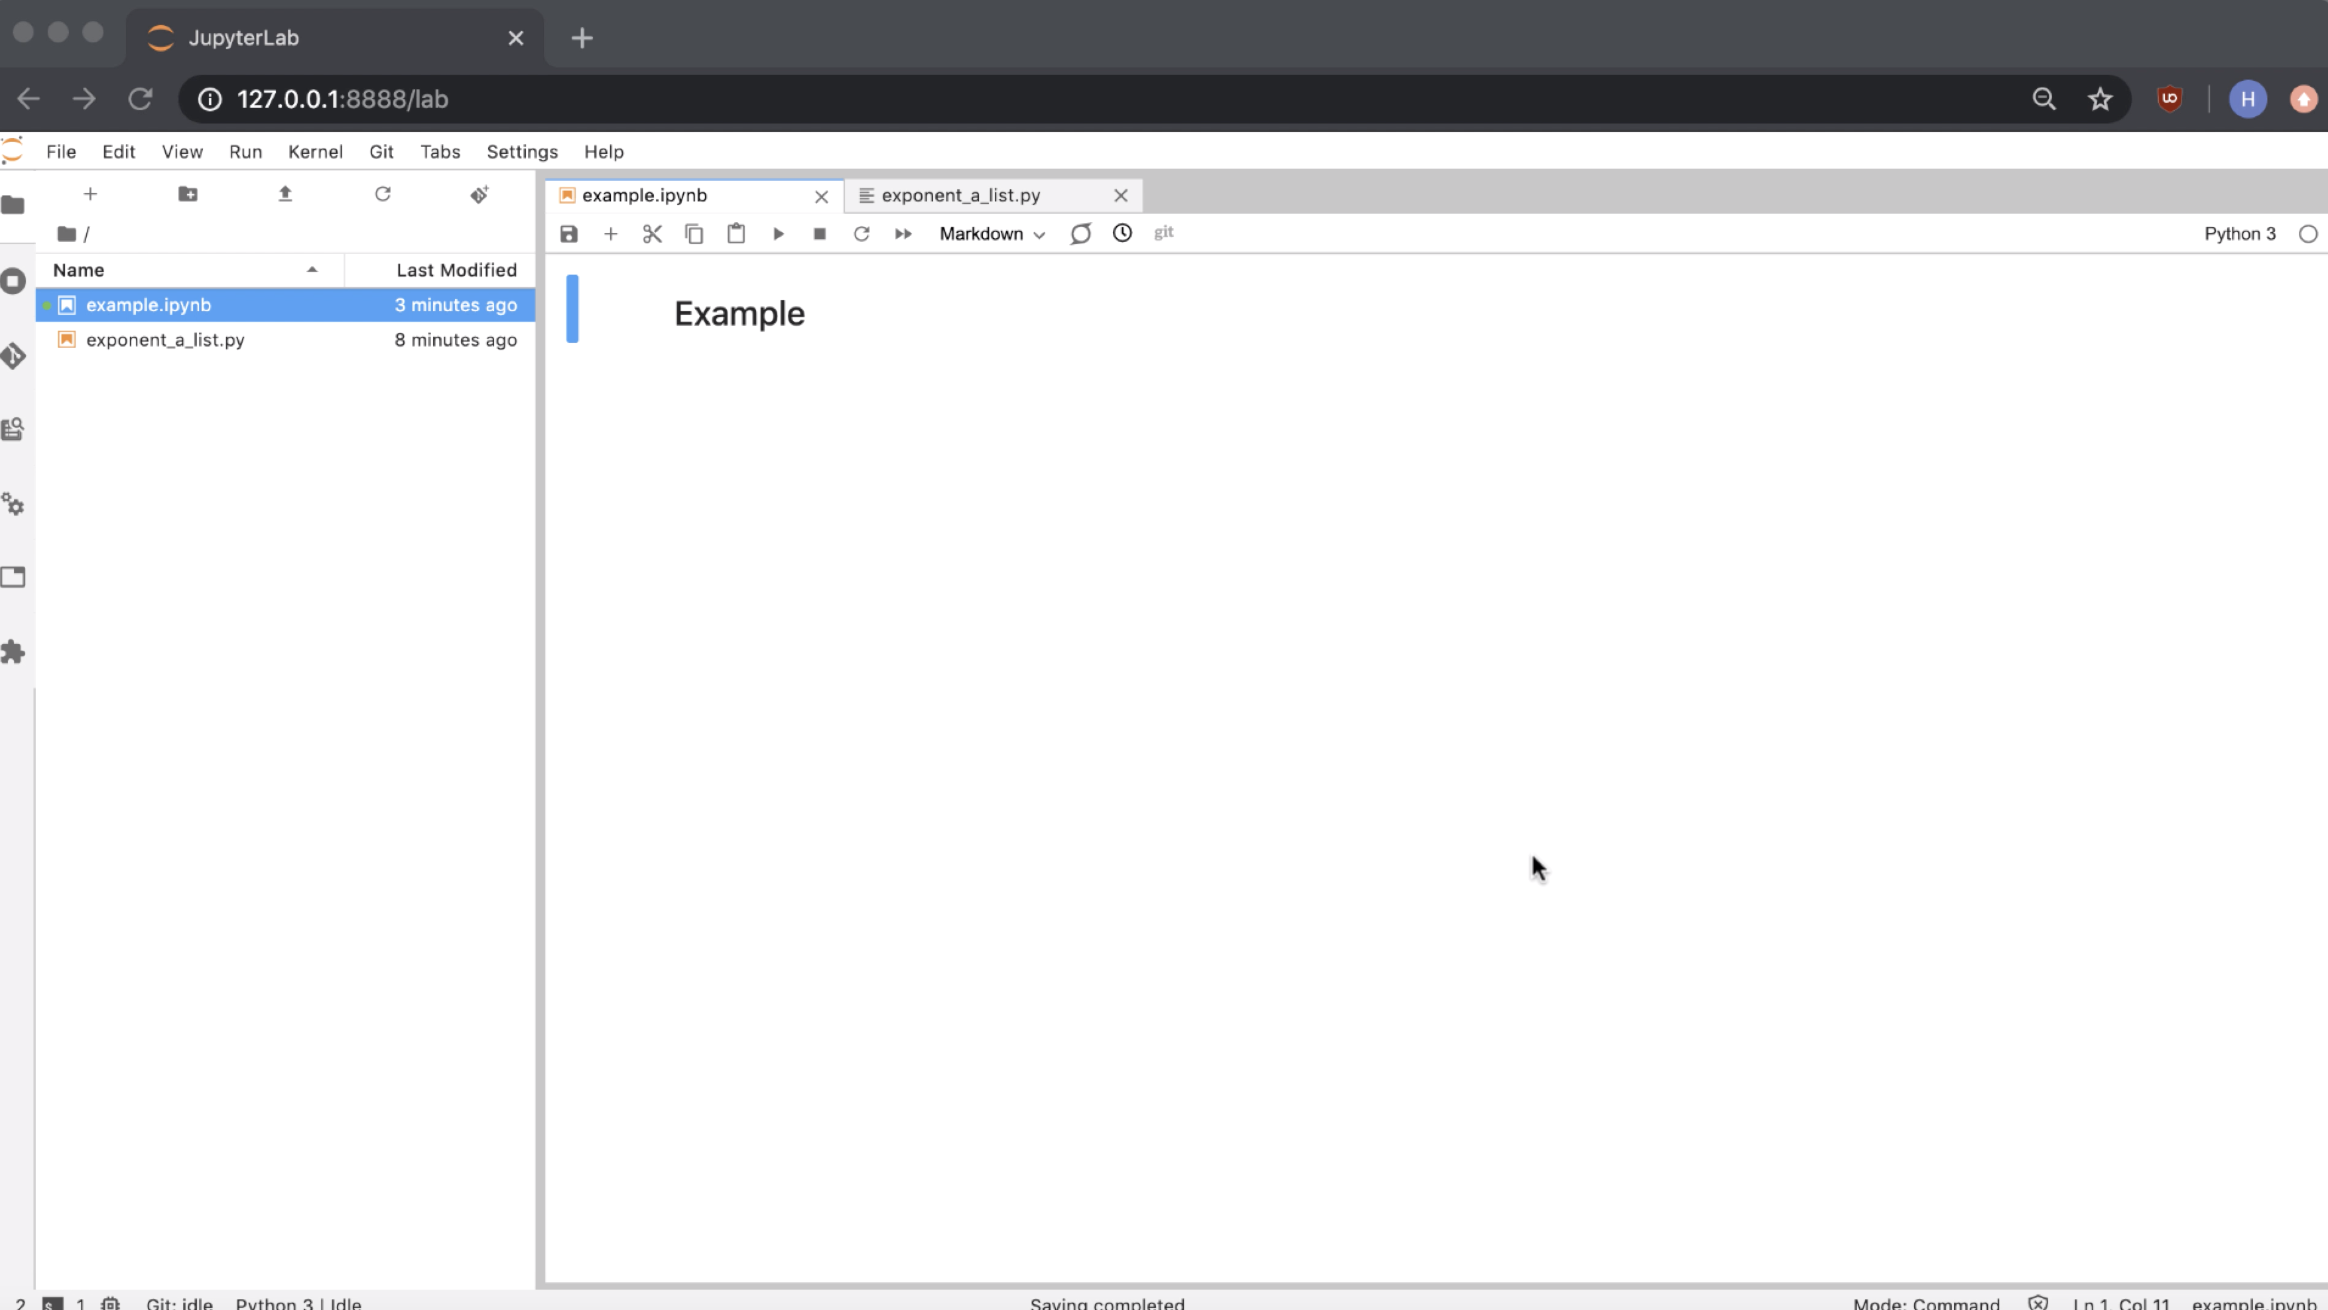 JupyterLab
127.0.0.1:8888/lab
H
File Edit View Run Kernel Git Tabs Settings Help
example.ipynb exponent_a_list.py
/
Markdown git Python 3
Name Last Modified
example.ipynb 3 minutes ago
exponent_a_list.py 8 minutes ago
Example
2 1 Git: idle Python 3 | Idle Saving completed Mode: Command Ln 1, Col 11 example.ipynb